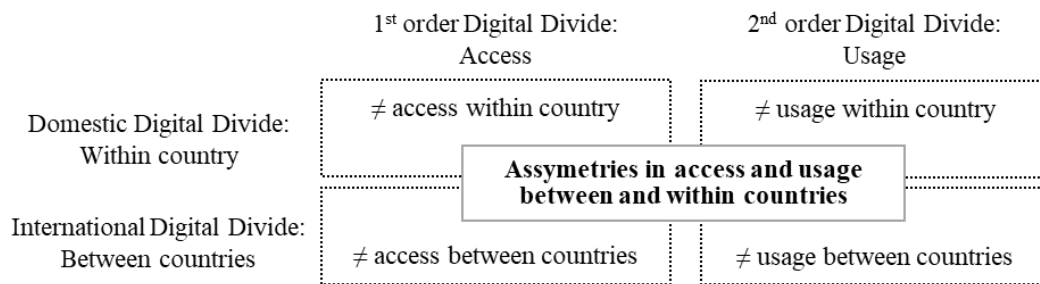 1st order Digital Divide:
Access
2nd order Digital Divide:
Usage
Domestic Digital Divide:
Within country
≠ access within country
≠ usage within country
Assymetries in access and usage
between and within countries
International Digital Divide:
Between countries
≠ access between countries
≠ usage between countries